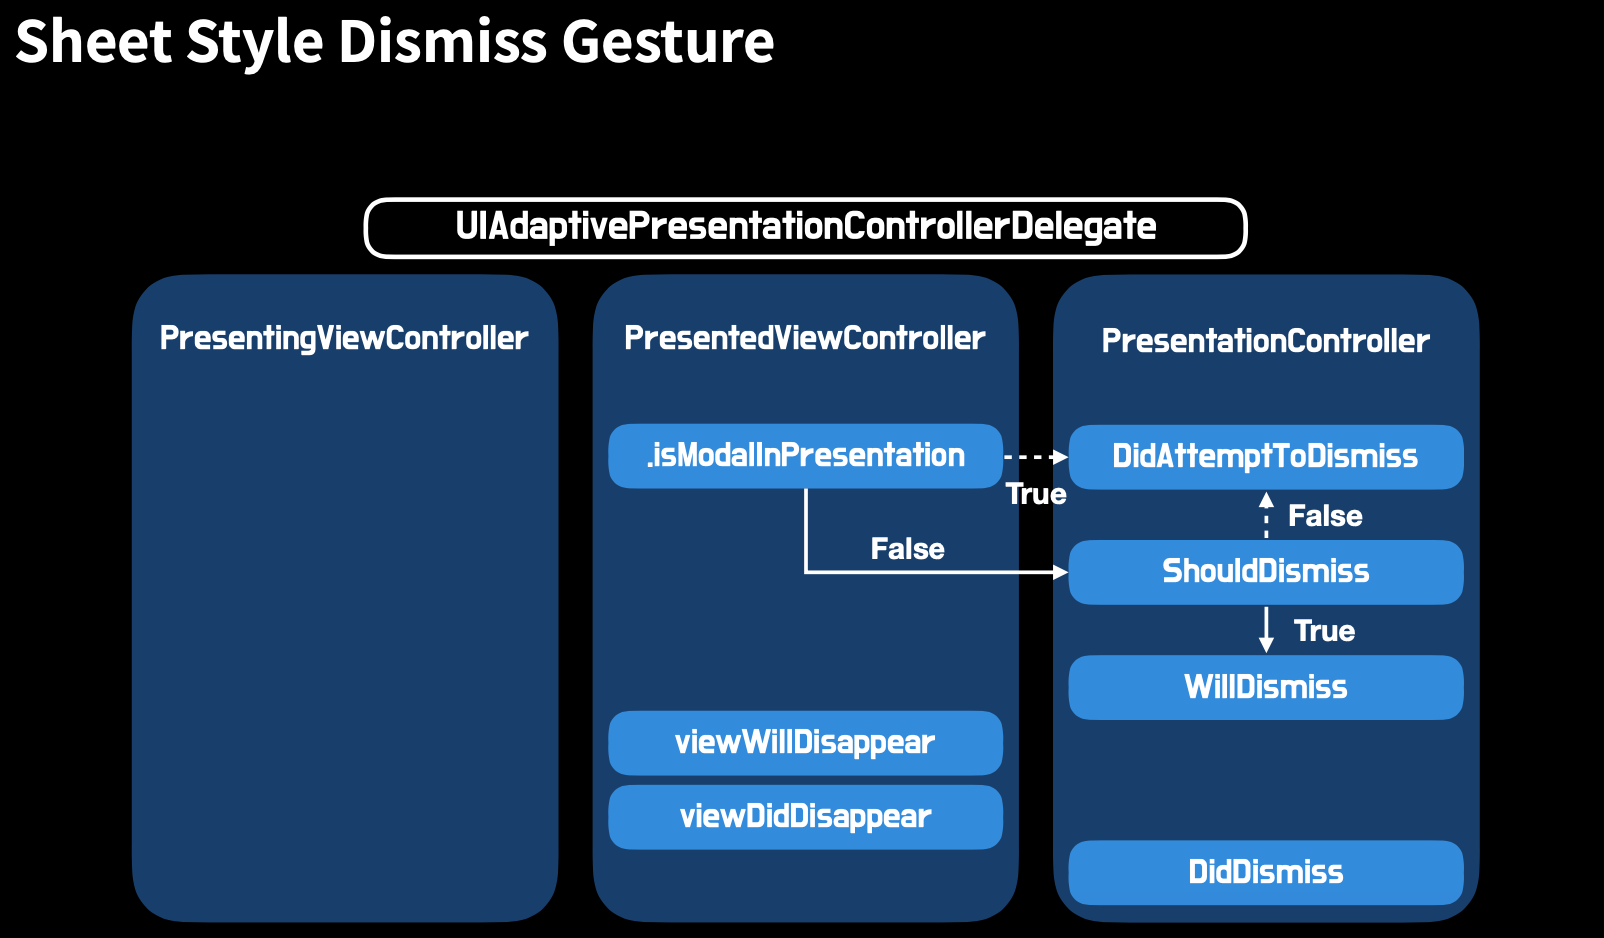 Sheet Style Dismiss Gesture
UIAdaptivePresentationControllerDelegate
PresentingViewController
PresentedViewController
PresentationController
.isModalInPresentation
True
DidAttemptToDismiss
False
False
ShouldDismiss
True
WillDismiss
viewWillDisappear
viewDidDisappear
DidDismiss